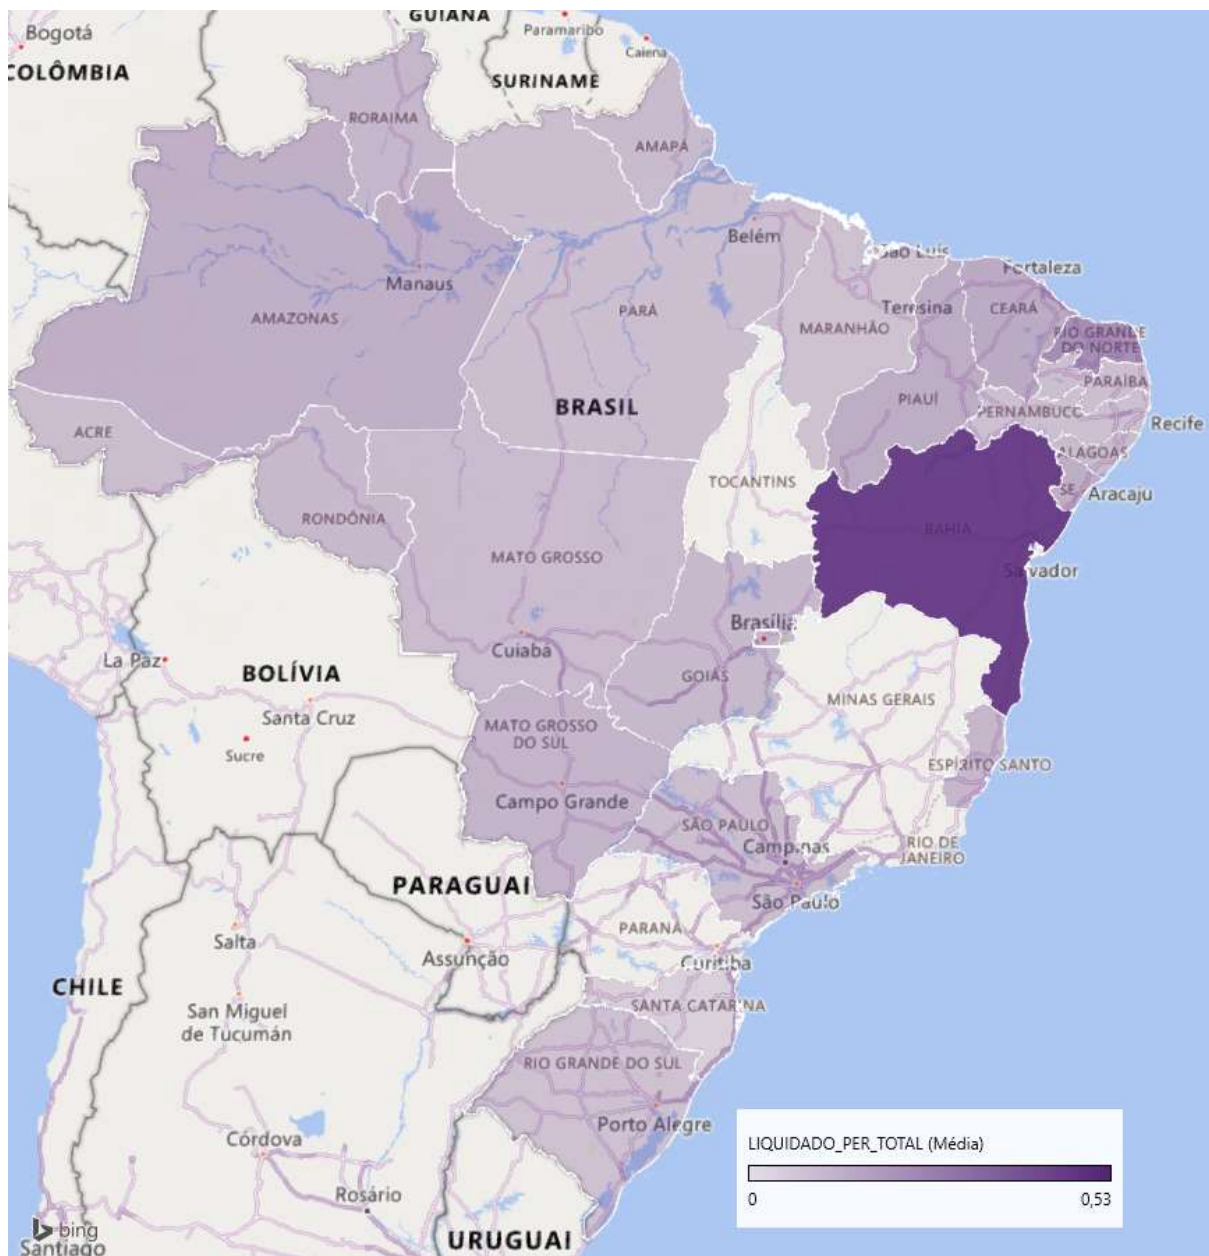 GUIANA
Bogotá
Paramaribo
Caiena
COLÔMBIA
SURINAME
RORAIMA
AMAPÁ
Belém
São Luís
Fortaleza
Manaus
AMAZONAS
PARÁ
MARANHÃO
Teresina
CEARÁ
RIO GRANDE
DO NORTE
PARAÍBA
BRASIL
PIAUÍ
PERNAMBUCO
Recife
ACRE
ALAGOAS
TOCANTINS
SE
Aracaju
RONDÔNIA
BAHIA
MATO GROSSO
Salvador
Brasília
Cuiabá
La Paz
BOLÍVIA
GOIÁS
MINAS GERAIS
Santa Cruz
MATO GROSSO
DO SUL
Sucre
ESPÍRITO SANTO
Campo Grande
SÃO PAULO
Campinas
RIO DE
JANEIRO
PARAGUAI
São Paulo
PARANÁ
Salta
Assunção
Curitiba
CHILE
San Miguel
de Tucumán
SANTA CATARINA
RIO GRANDE DO SUL
Porto Alegre
Córdova
LIQUIDADO_PER_TOTAL (Média)
0
0,53
Rosário
bing
Santiago
URUGUAI